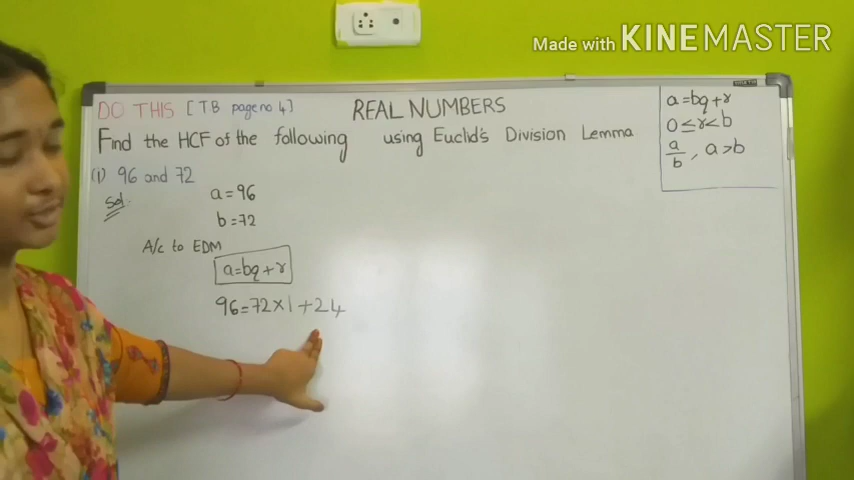 Made with KINEMASTER
DO THIS [TB page no 4] REAL NUMBERS
Find the HCF of the following using Euclid's Division Lemma
(1) 96 and 72
Sol:
a = 96
b = 72
A/c to EDM
a = bq + r
96 = 72 × 1 + 24
a = bq + r
0 ≤ r < b
a/b , a > b